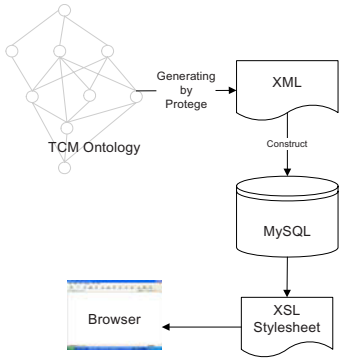 Generating
by
Protege
XML
TCM Ontology
Construct
MySQL
XSL
Stylesheet
Browser